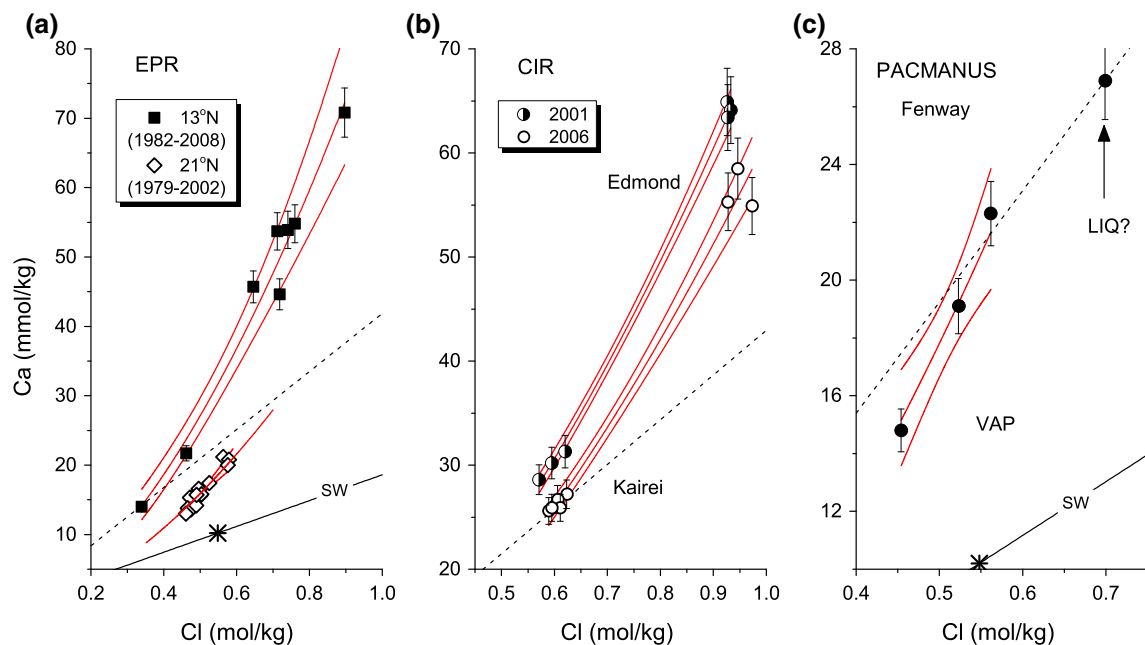 (a)
EPR
13°N
(1982-2008)
21°N
(1979-2002)
SW
Ca (mmol/kg)
80
70
60
50
40
30
20
10
0.2 0.4 0.6 0.8 1.0
Cl (mol/kg)
(b)
CIR
2001
2006
Edmond
Kairei
70
60
50
40
30
20
0.5 0.6 0.7 0.8 0.9 1.0
Cl (mol/kg)
(c)
PACMANUS
Fenway
LIQ?
VAP
SW
28
24
20
16
12
0.4 0.5 0.6 0.7
Cl (mol/kg)